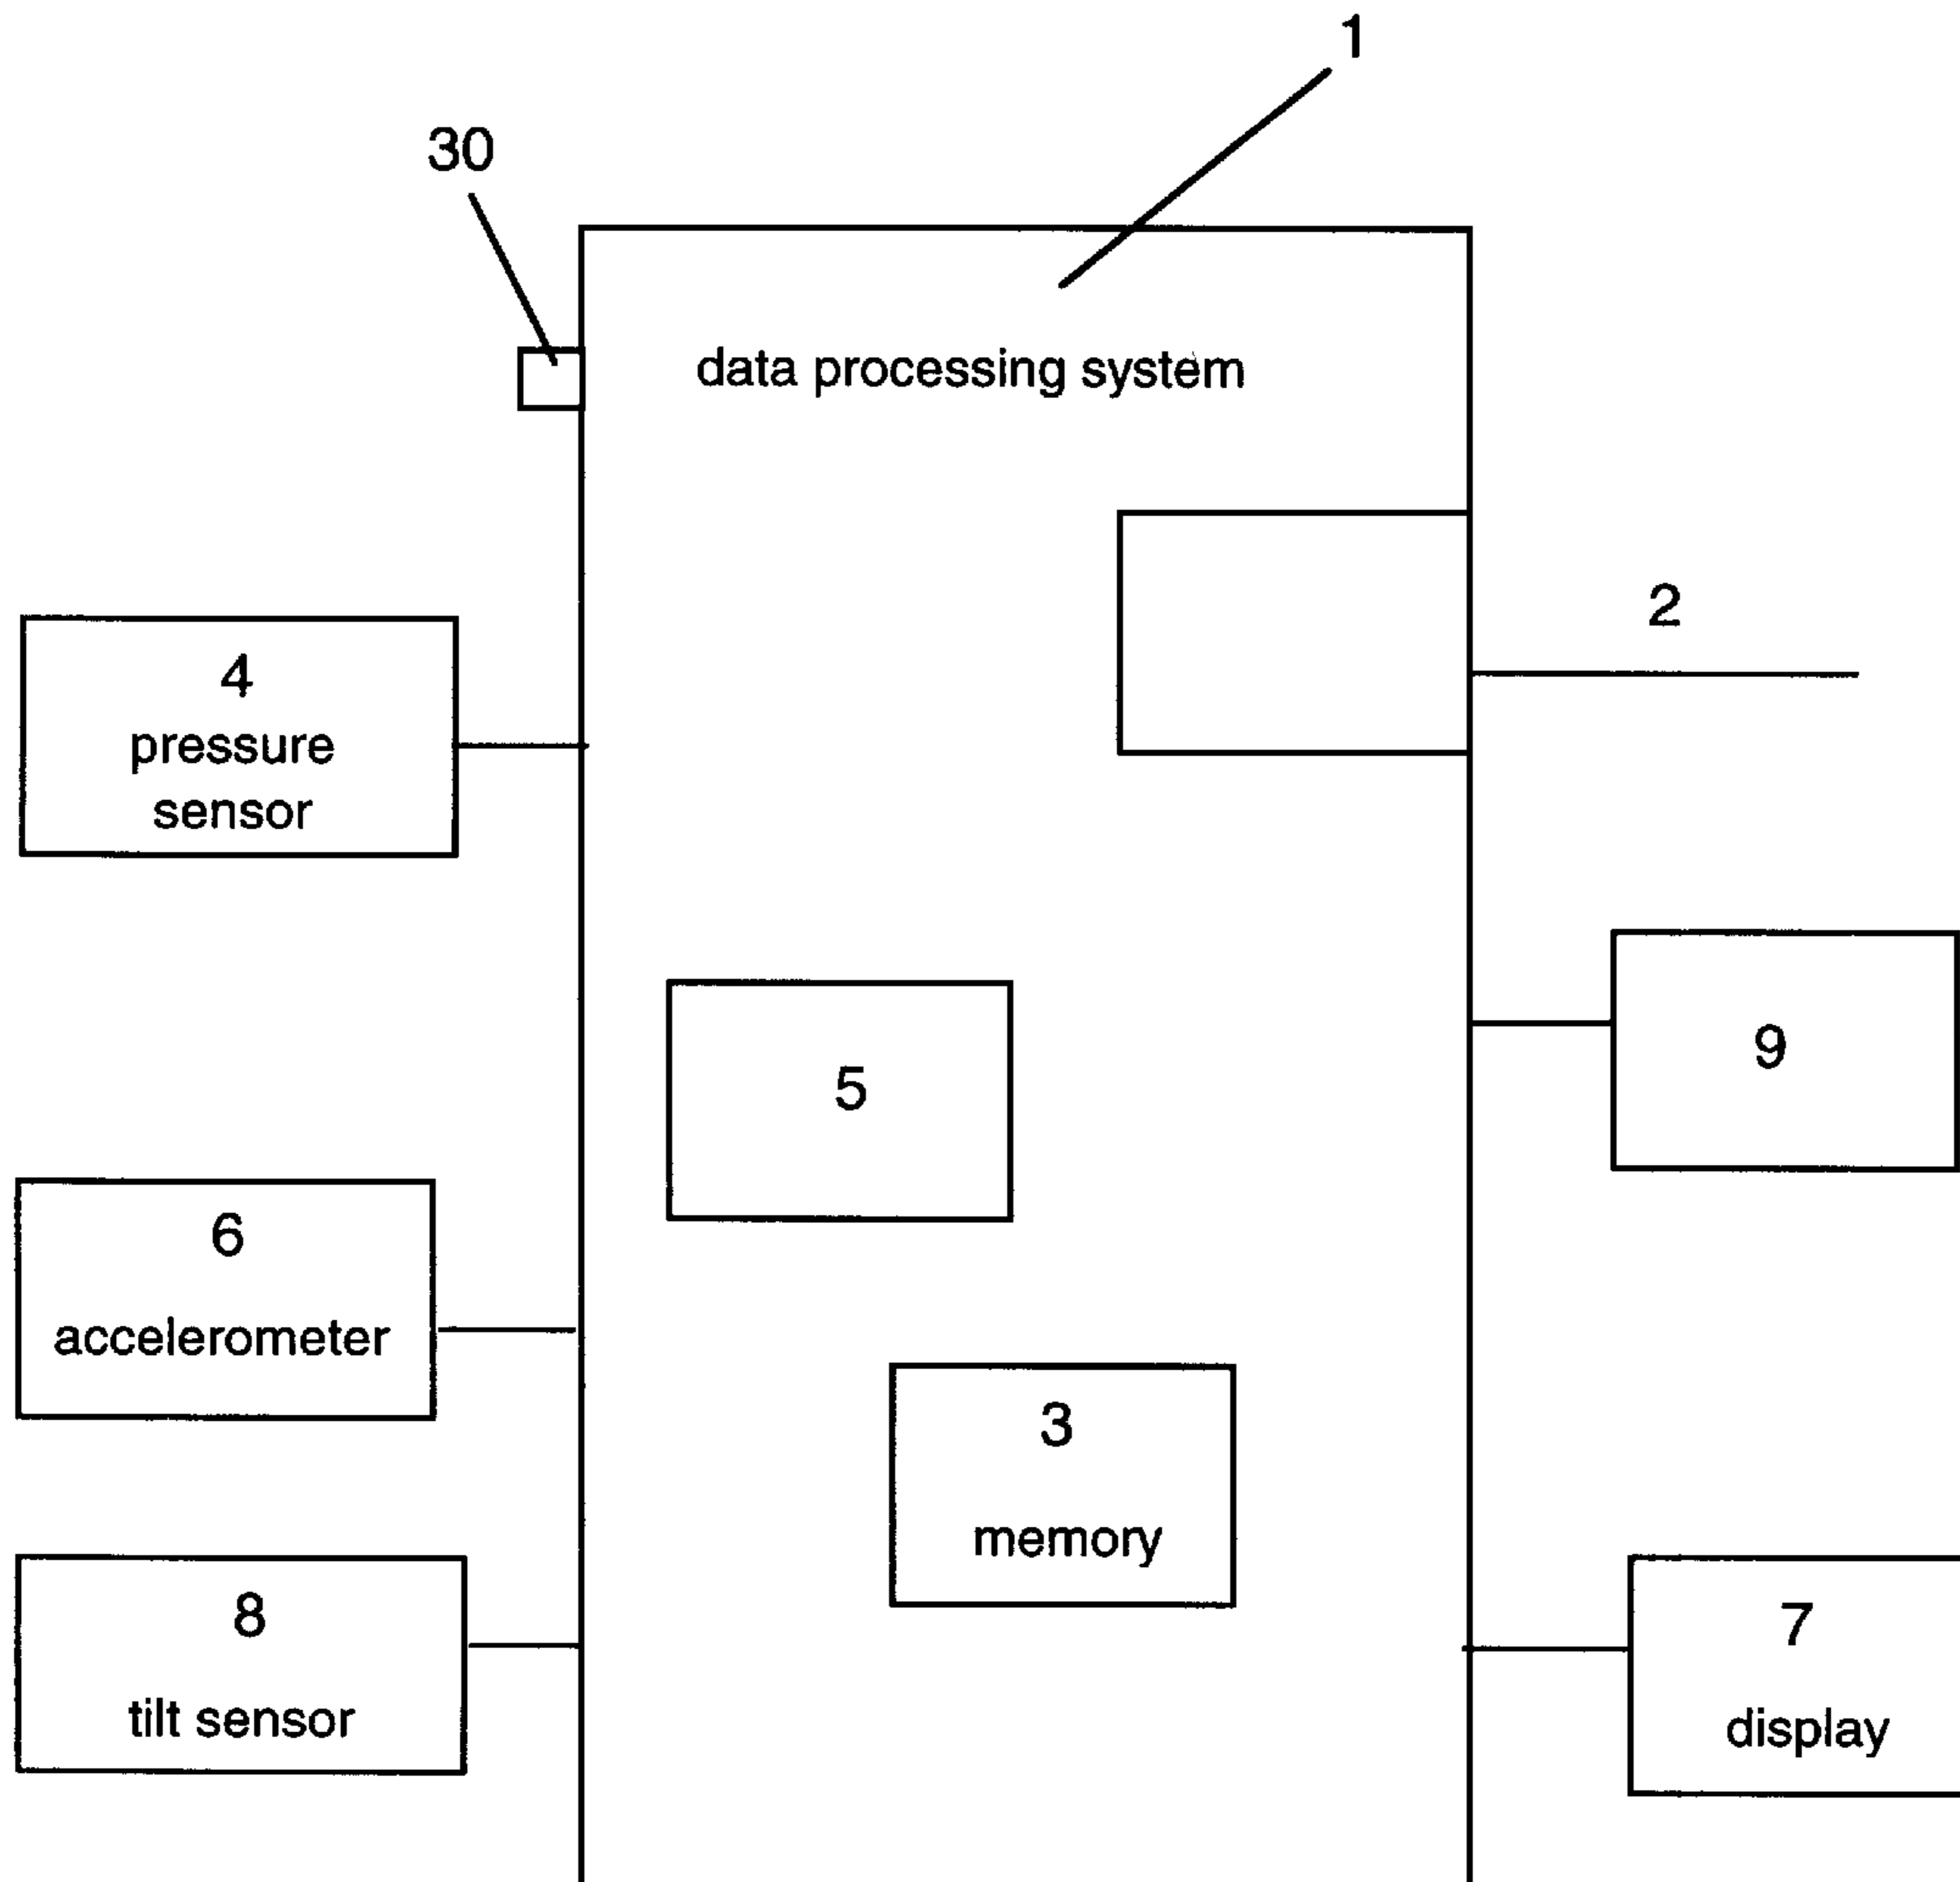 1
30
data processing system
2
4
pressure
sensor
9
5
6
accelerometer
3
memory
8
tilt sensor
7
display